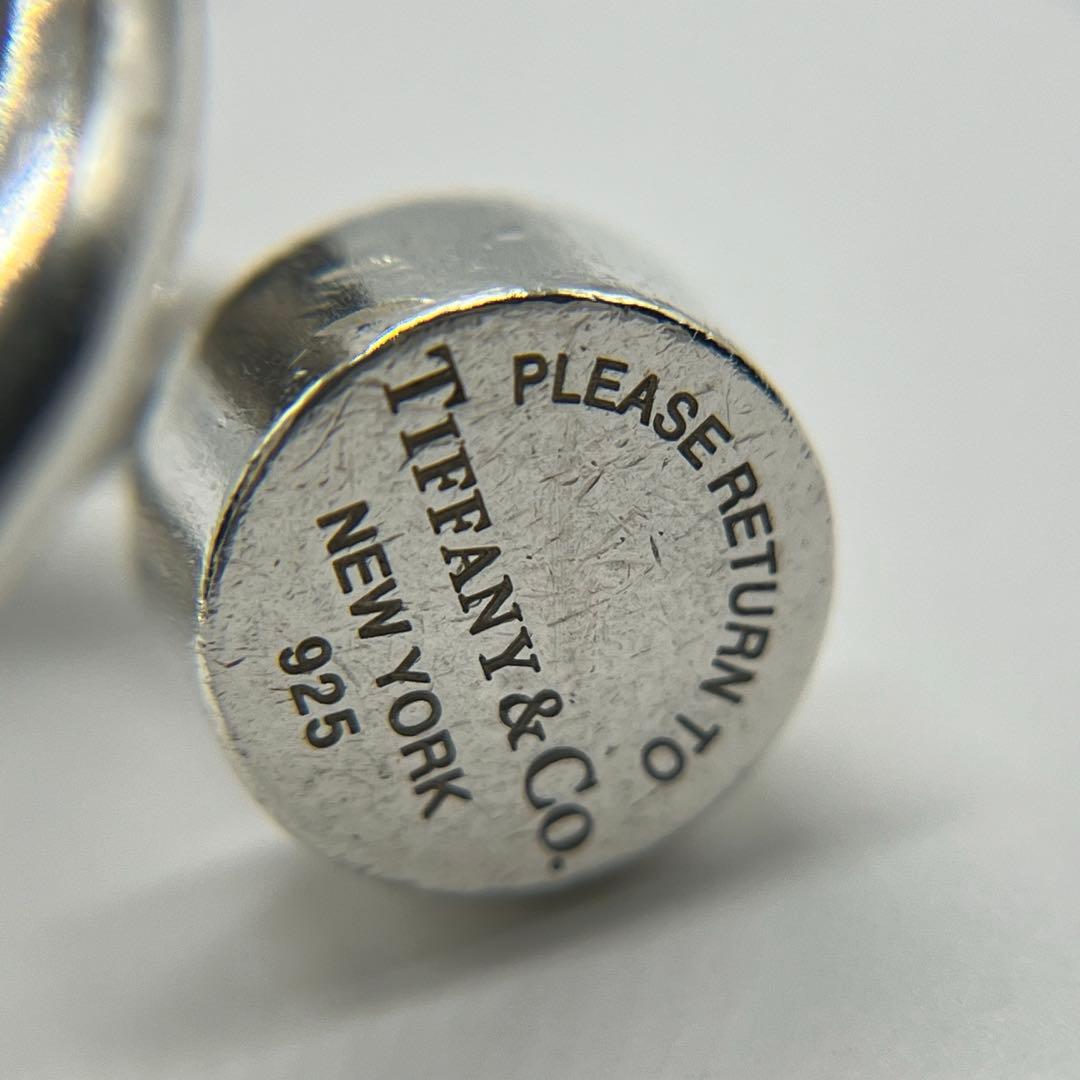 PLEASE RETURN TO
TIFFANY & CO.
NEW YORK
925